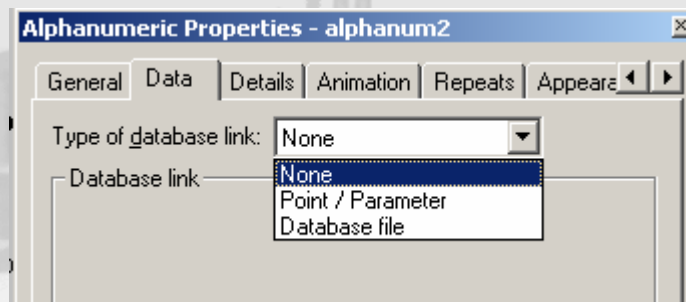 Alphanumeric Properties - alphanum2
General Data Details Animation Repeats
Type of database link: None
Database link
None
Point / Parameter
Database file